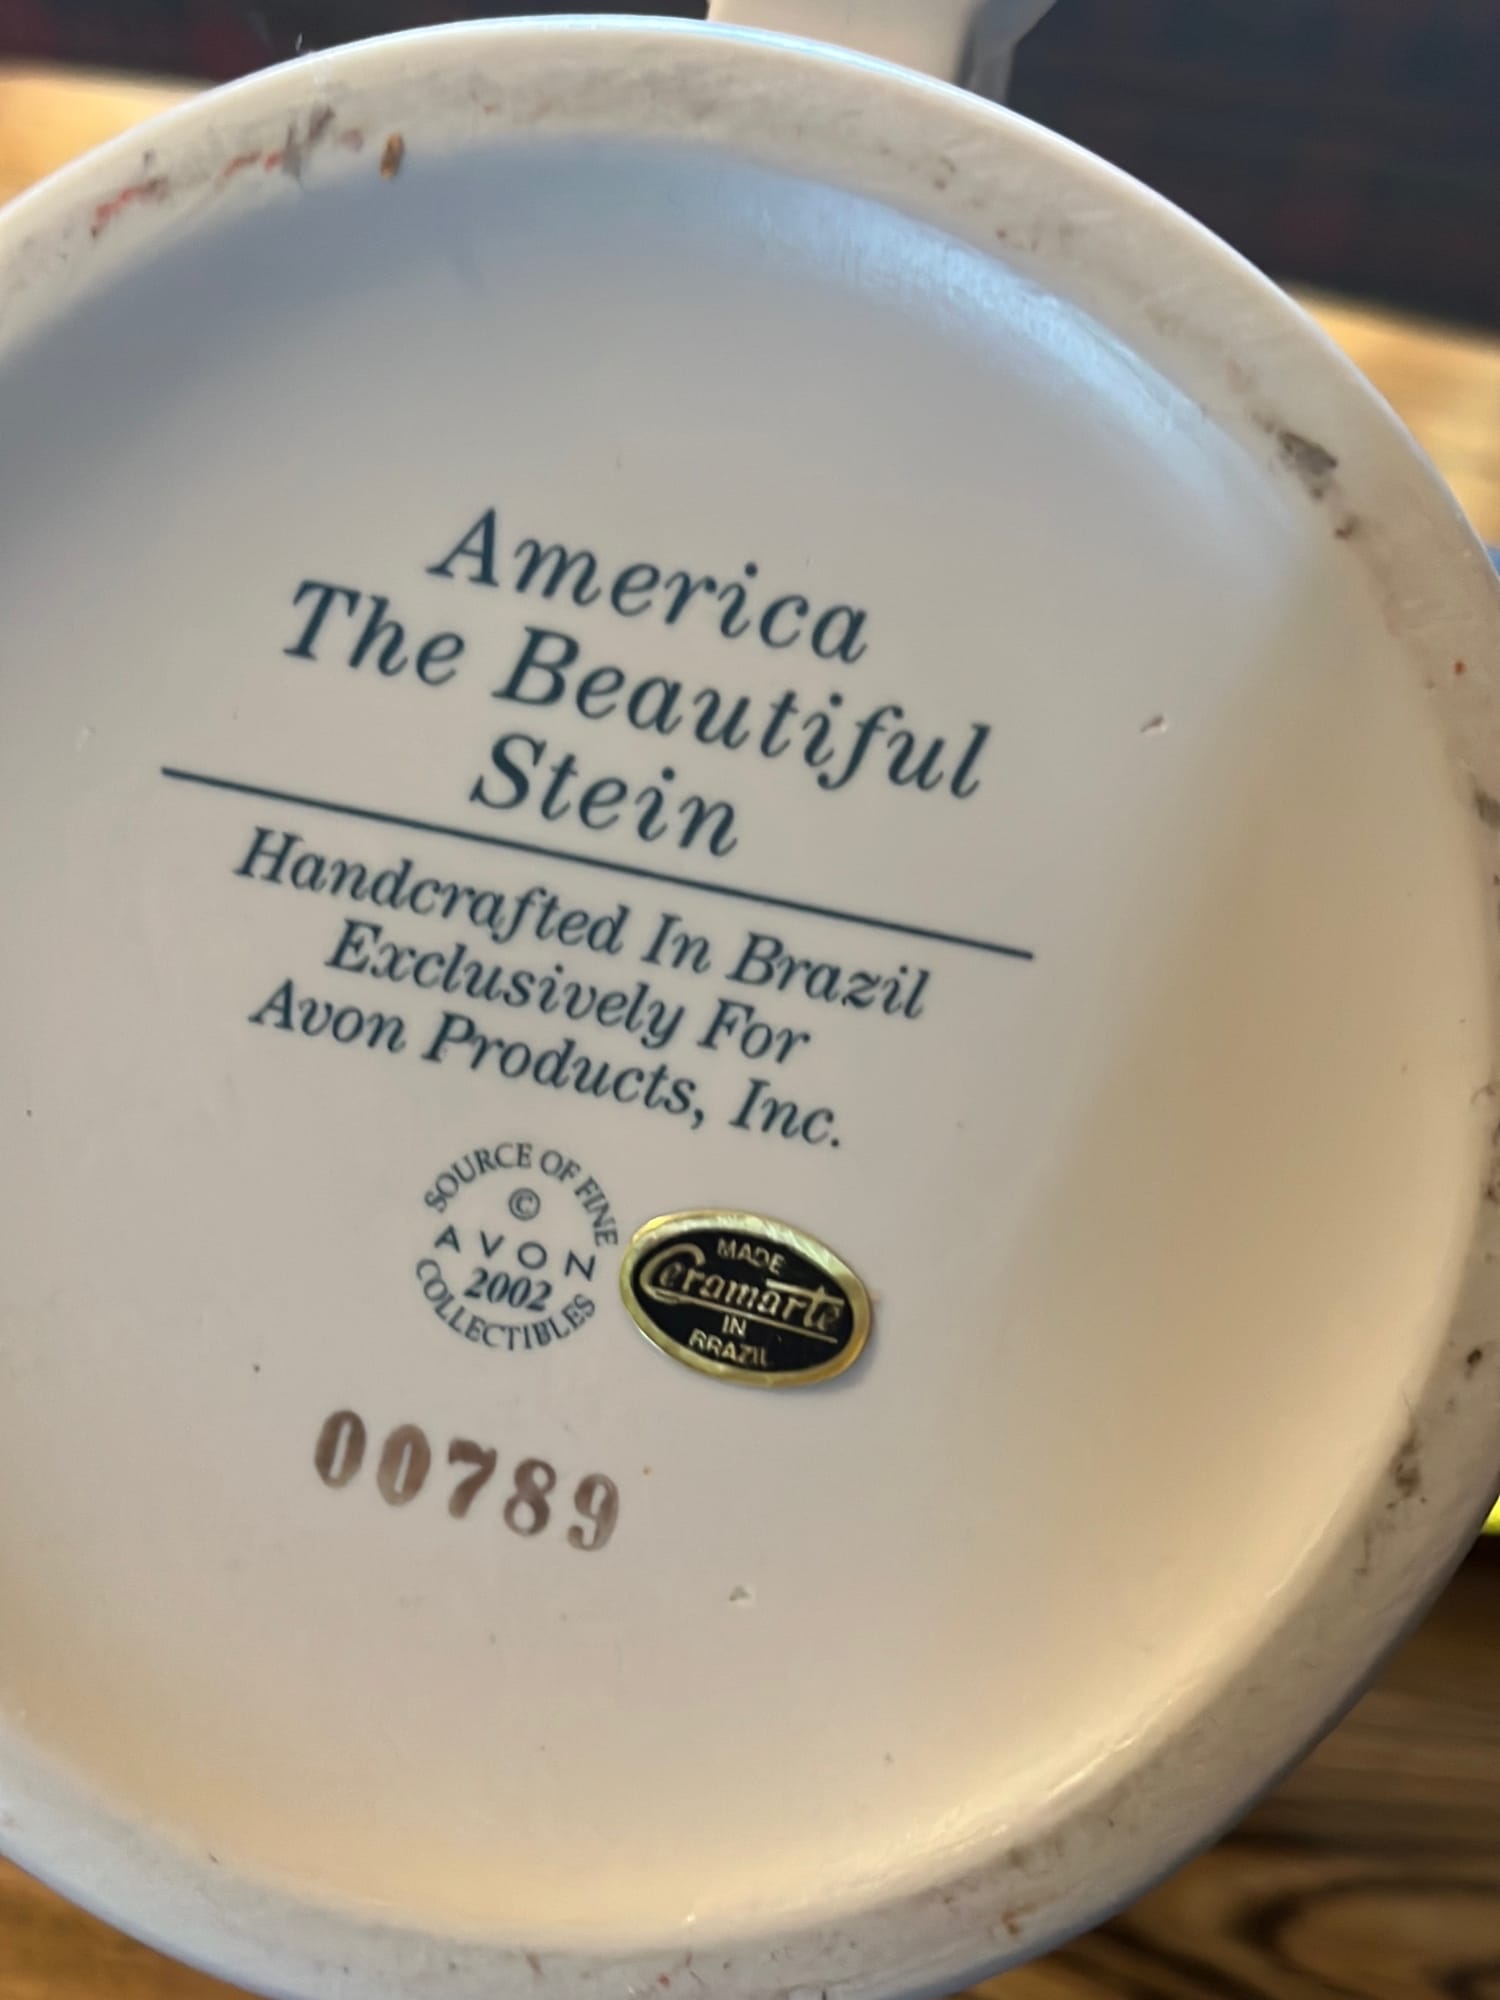 America
The Beautiful
Stein
Handcrafted In Brazil
Exclusively For
Avon Products, Inc.
SOURCE OF FINE
©
AVON
2002
COLLECTIBLES
MADE
Ceramarte
IN
BRAZIL
00789